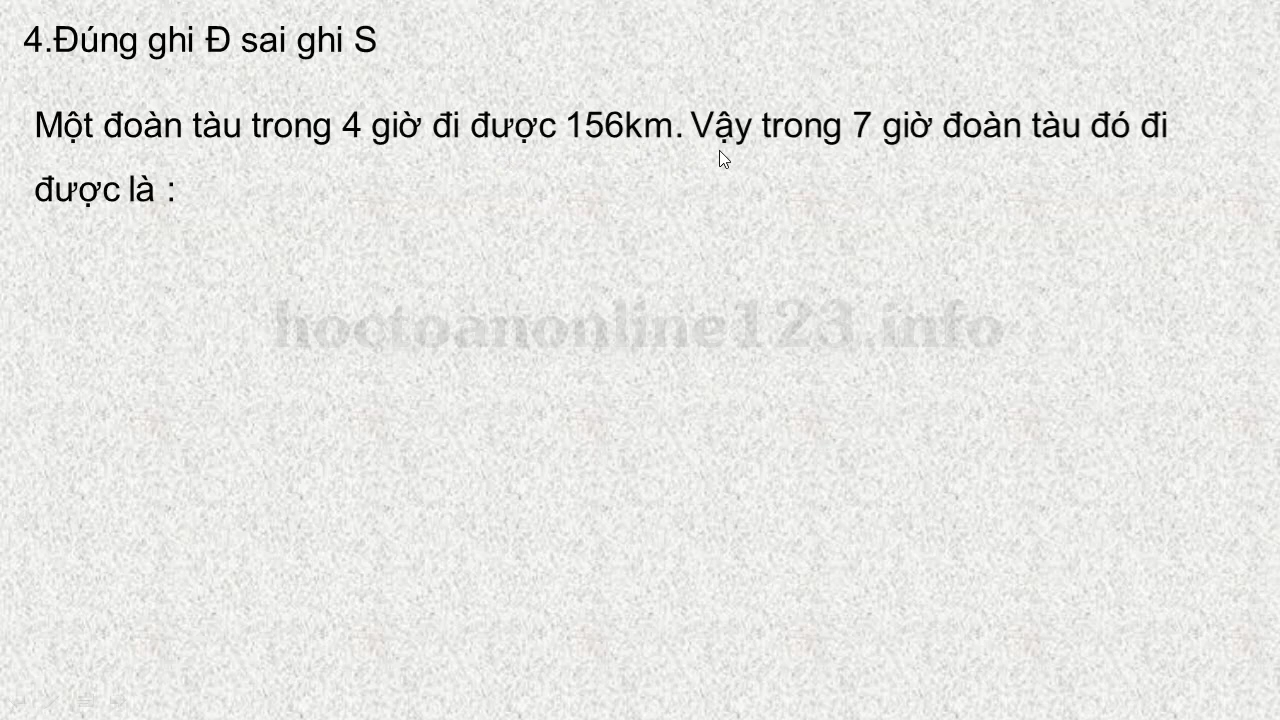 4.Đúng ghi Đ sai ghi S
Một đoàn tàu trong 4 giờ đi được 156km. Vậy trong 7 giờ đoàn tàu đó đi
được là :
hoctoanonline123.info